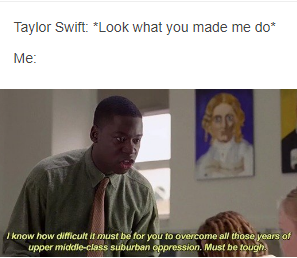 Taylor Swift: *Look what you made me do*
Me:
I know how difficult it must be for you to overcome all those years of
upper middle-class suburban oppression. Must be tough.